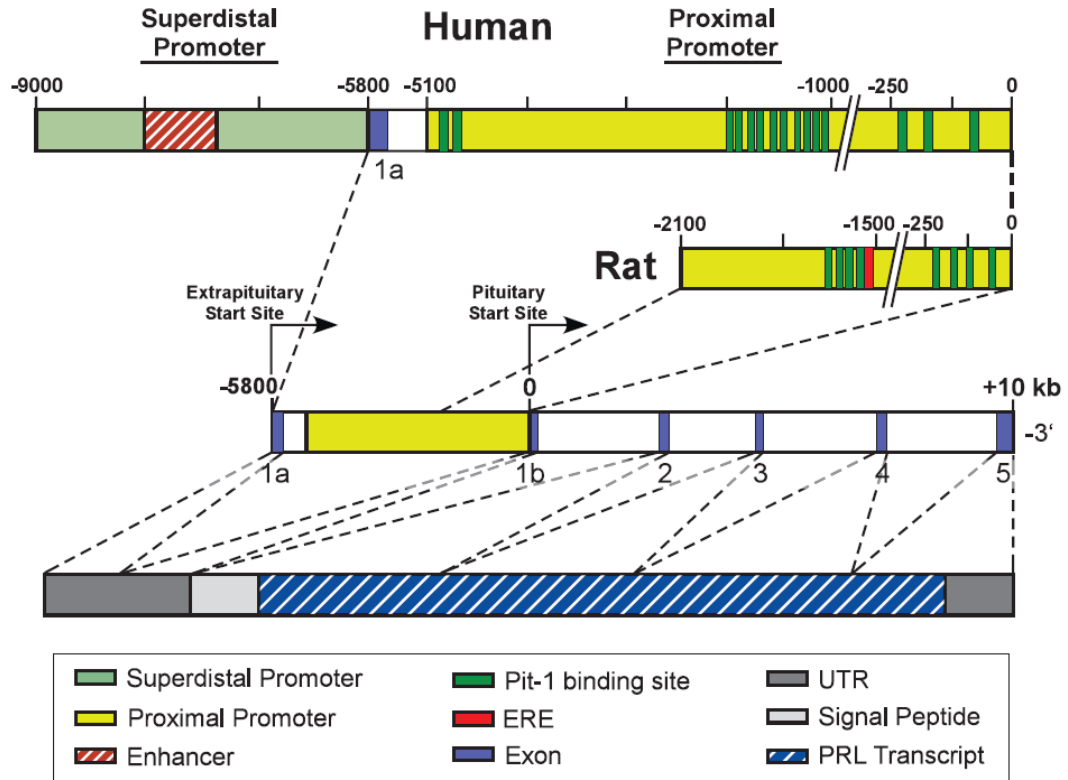 Superdistal
Promoter
Human
Proximal
Promoter
-9000 -5800 -5100 -1000 -250 0
1a
-2100 -1500 -250 0
Rat
Extrapituitary
Start Site
Pituitary
Start Site
-5800 0 +10 kb
-3‘
1a 1b 2 3 4 5
Superdistal Promoter
Proximal Promoter
Enhancer
Pit-1 binding site
ERE
Exon
UTR
Signal Peptide
PRL Transcript